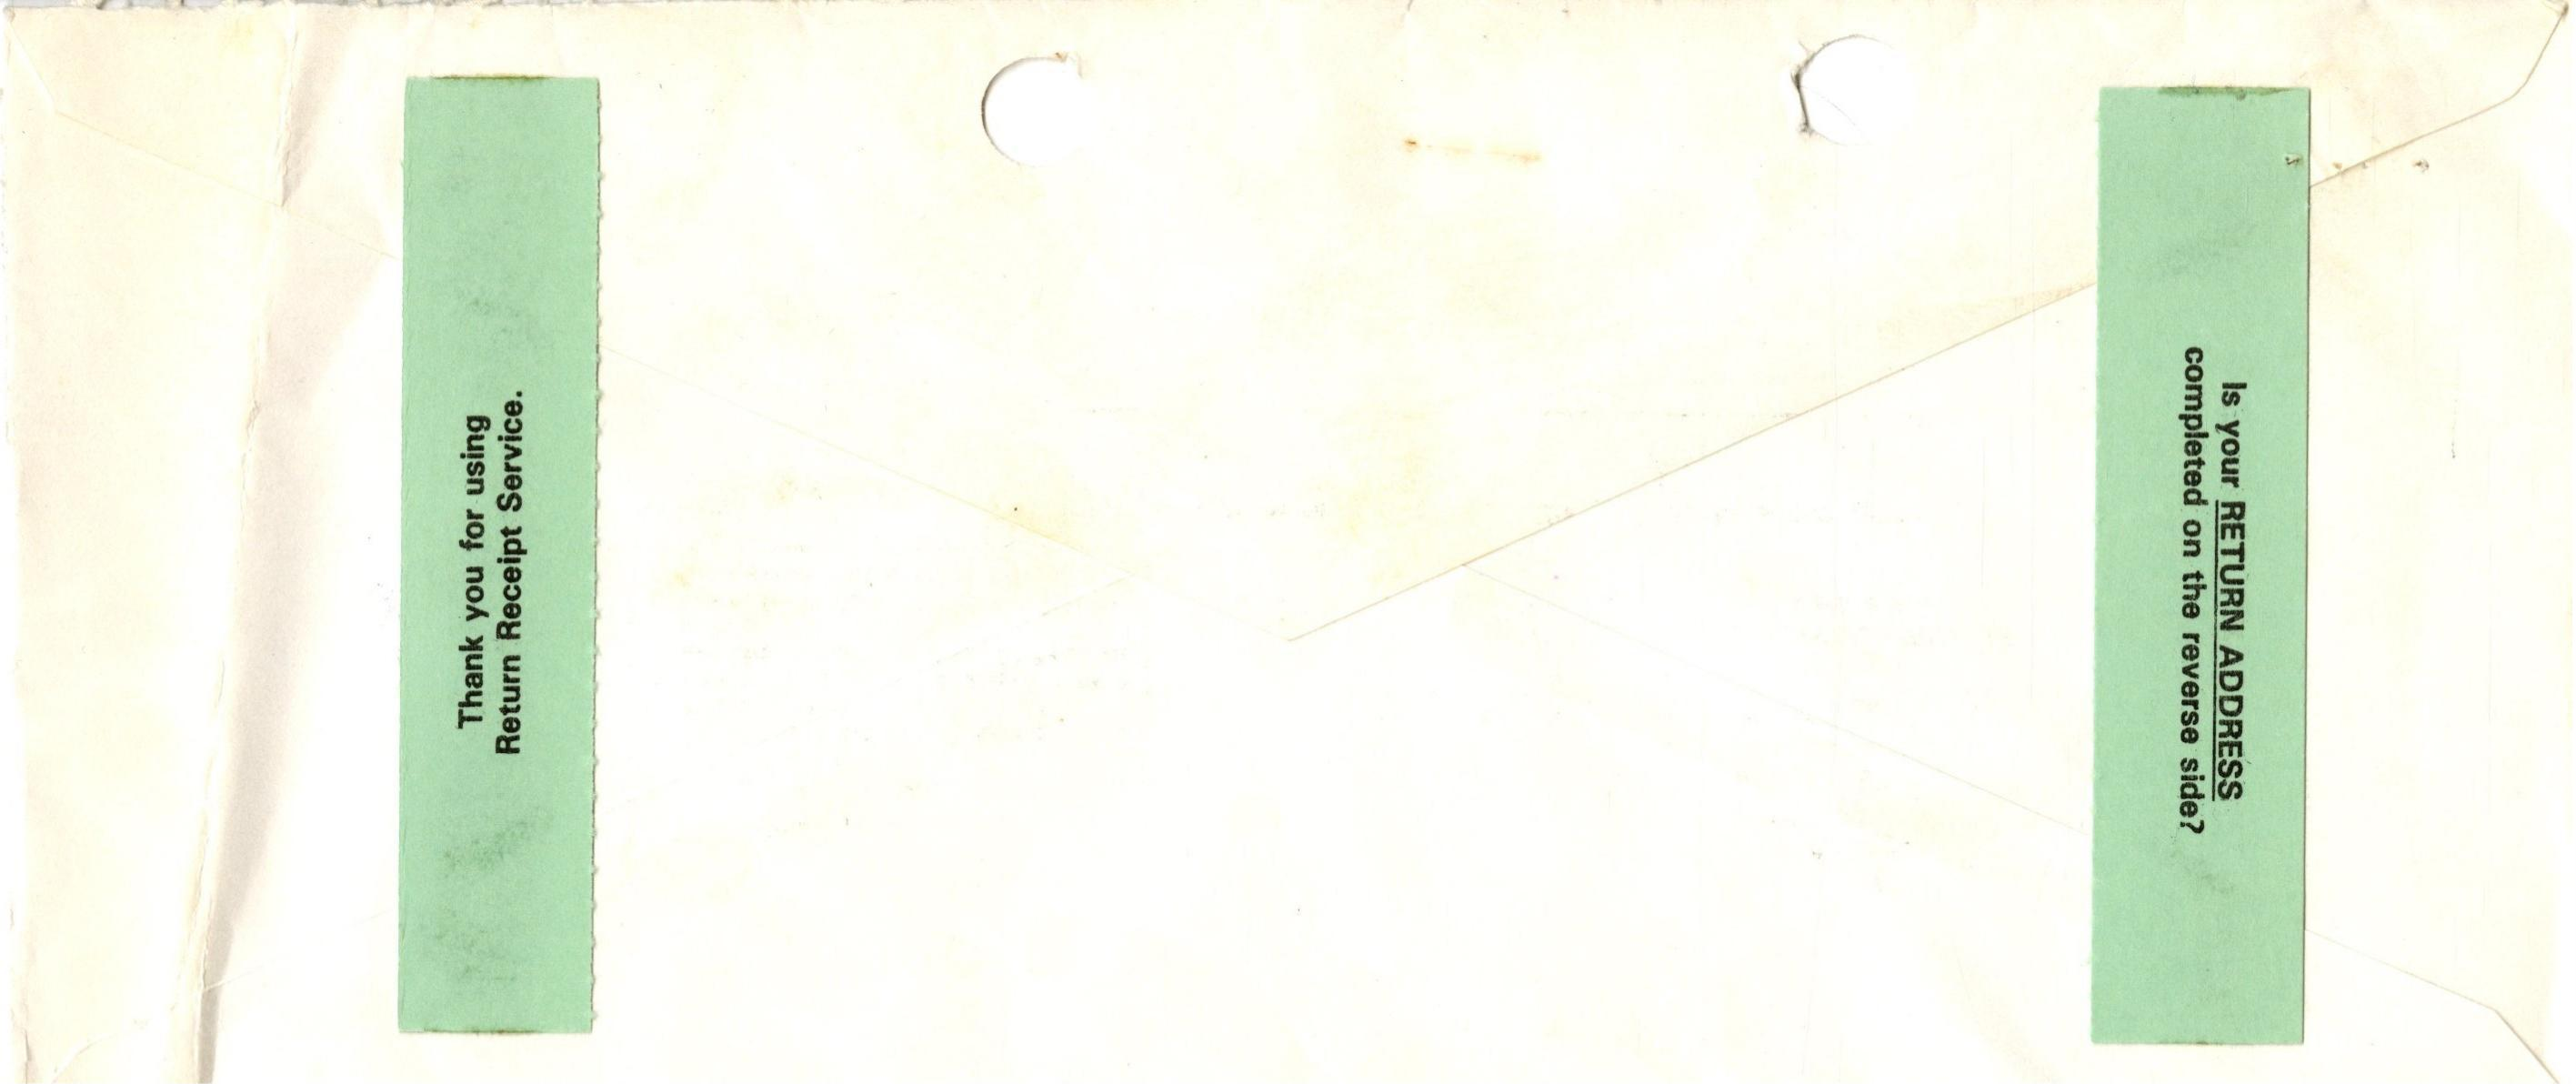 Thank you for using
Return Receipt Service.
Is your RETURN ADDRESS
completed on the reverse side?